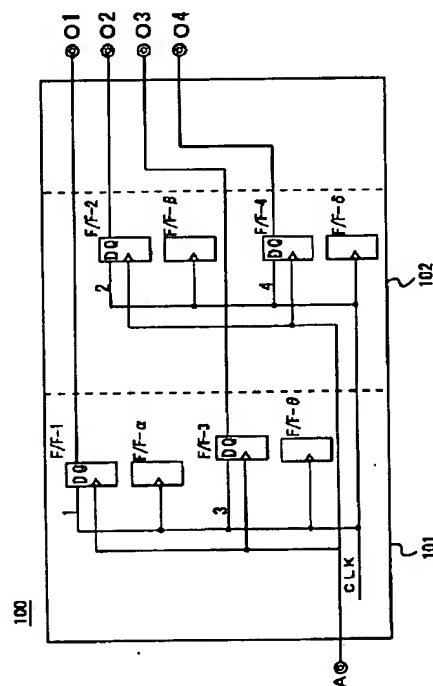 100
O1
O2
O3
O4
F/F-1
D Q
1
F/F-α
F/F-3
D Q
3
F/F-θ
F/F-2
D Q
2
F/F-β
F/F-4
D Q
4
F/F-δ
A
CLK
101
102